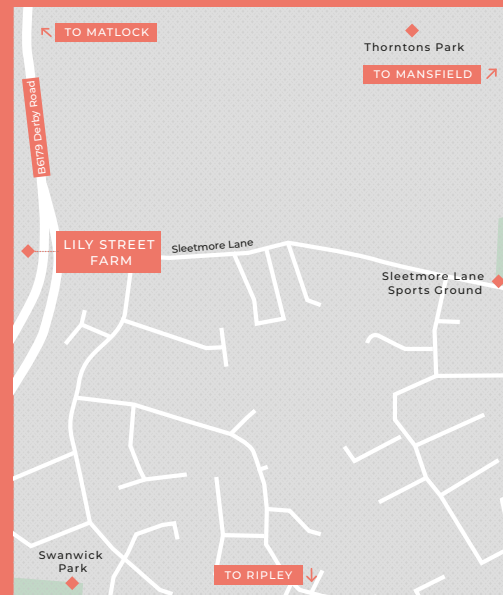 TO MATLOCK
Thorntons Park
TO MANSFIELD
B6179 Derby Road
LILY STREET
FARM
Sleetmore Lane
Sleetmore Lane
Sports Ground
Swanwick
Park
TO RIPLEY